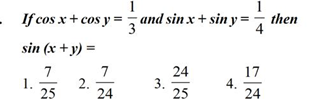 . If cos x + cos y = 1/3 and sin x + sin y = 1/4 then
sin (x + y) =
1. 7/25 2. 7/24 3. 24/25 4. 17/24